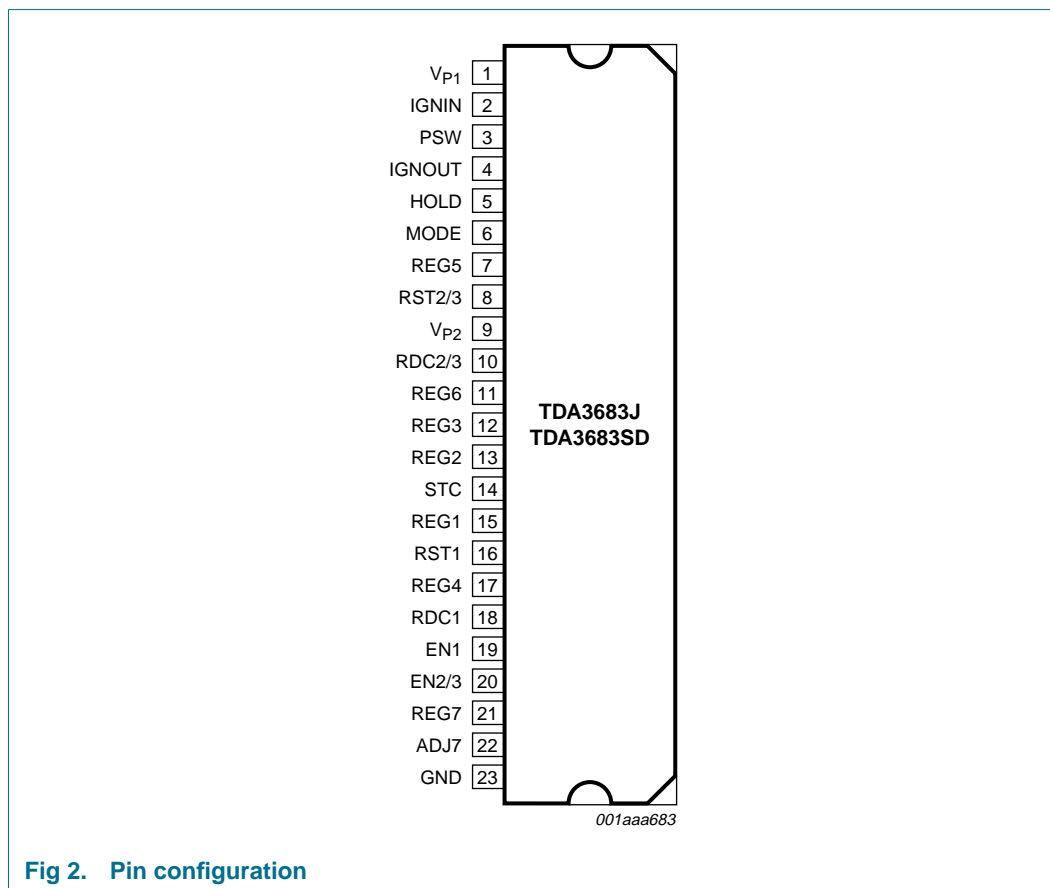 V_P1 1
IGNIN 2
PSW 3
IGNOUT 4
HOLD 5
MODE 6
REG5 7
RST2/3 8
V_P2 9
RDC2/3 10
REG6 11
REG3 12
REG2 13
STC 14
REG1 15
RST1 16
REG4 17
RDC1 18
EN1 19
EN2/3 20
REG7 21
ADJ7 22
GND 23
TDA3683J
TDA3683SD
001aaa683
Fig 2. Pin configuration